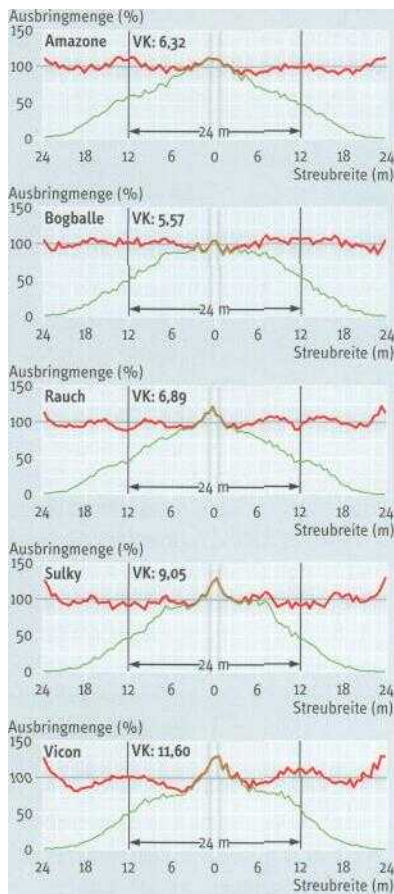 Ausbringmenge (%)
150
Amazone VK: 6,32
100
50
24 m
0
24 18 12 6 0 6 12 18 24
Streubreite (m)
Ausbringmenge (%)
150
Bogballe VK: 5,57
100
50
24 m
0
24 18 12 6 0 6 12 18 24
Streubreite (m)
Ausbringmenge (%)
150
Rauch VK: 6,89
100
50
24 m
0
24 18 12 6 0 6 12 18 24
Streubreite (m)
Ausbringmenge (%)
150
Sulky VK: 9,05
100
50
24 m
0
24 18 12 6 0 6 12 18 24
Streubreite (m)
Ausbringmenge (%)
150
Vicon VK: 11,60
100
50
24 m
0
24 18 12 6 0 6 12 18 24
Streubreite (m)